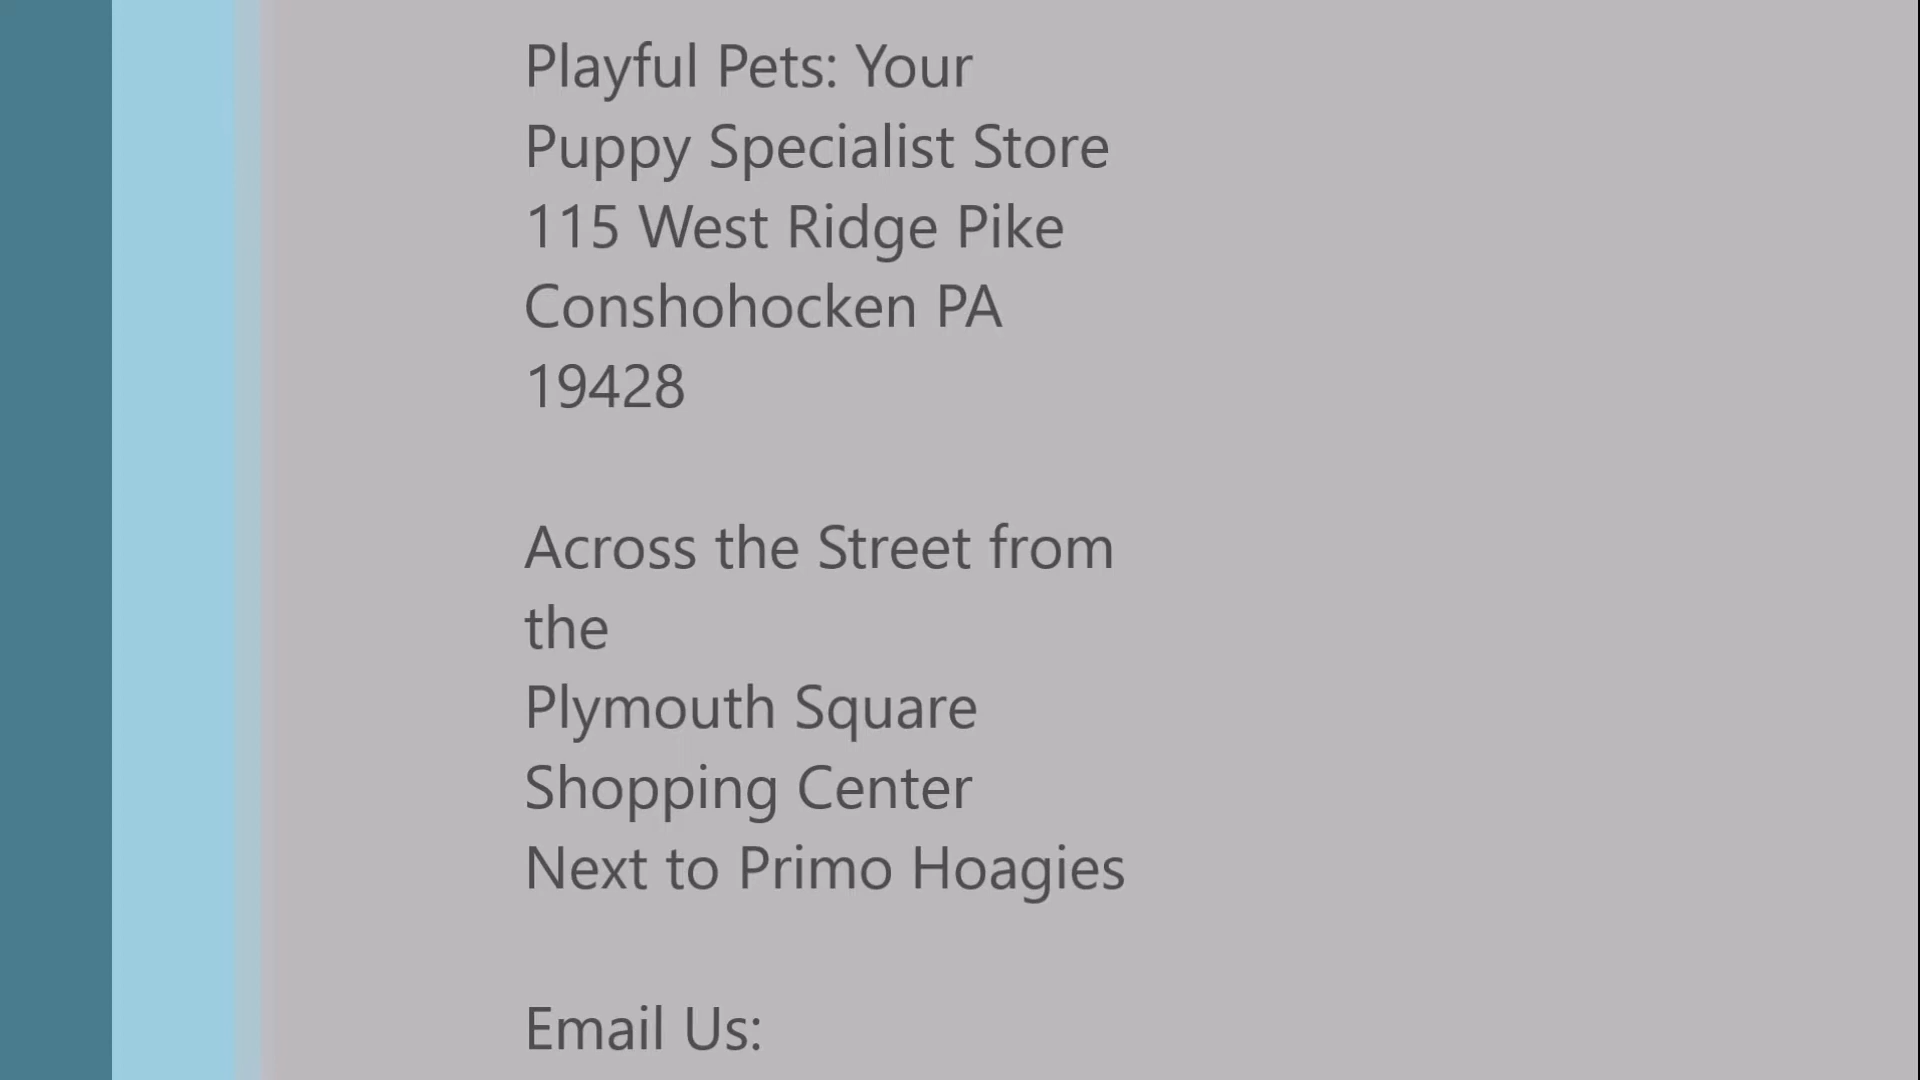 Playful Pets: Your
Puppy Specialist Store
115 West Ridge Pike
Conshohocken PA
19428
Across the Street from
the
Plymouth Square
Shopping Center
Next to Primo Hoagies
Email Us: